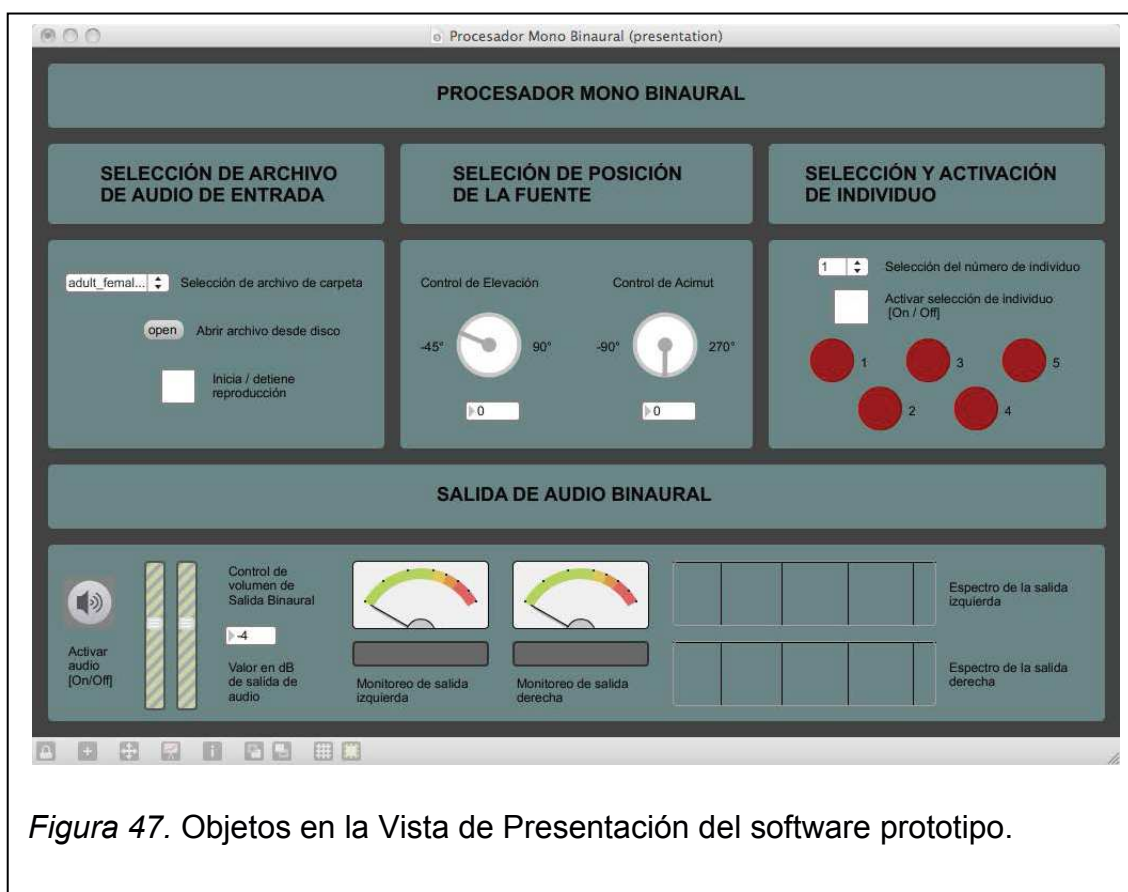 Procesador Mono Binaural (presentation)
PROCESADOR MONO BINAURAL
SELECCIÓN DE ARCHIVO
DE AUDIO DE ENTRADA
SELECIÓN DE POSICIÓN
DE LA FUENTE
SELECCIÓN Y ACTIVACIÓN
DE INDIVIDUO
adult_femal...
Selección de archivo de carpeta
open
Abrir archivo desde disco
Inicia / detiene
reproducción
Control de Elevación
-45°
90°
0
Control de Acimut
-90°
270°
0
1
Selección del número de individuo
Activar selección de individuo
[On / Off]
1
3
5
2
4
SALIDA DE AUDIO BINAURAL
Activar
audio
[On/Off]
Control de
volumen de
Salida Binaural
-4
Valor en dB
de salida de
audio
Monitoreo de salida
izquierda
Monitoreo de salida
derecha
Espectro de la salida
izquierda
Espectro de la salida
derecha
Figura 47. Objetos en la Vista de Presentación del software prototipo.